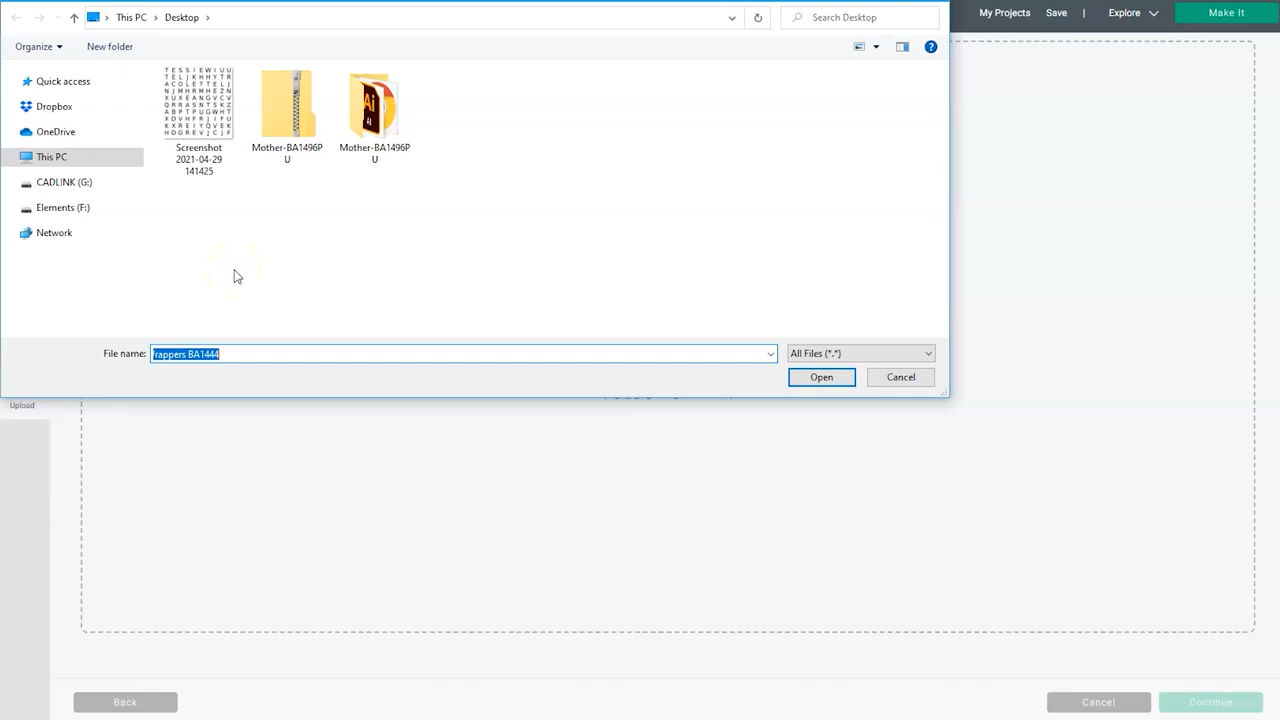 This PC
Desktop
Search Desktop
My Projects
Save
|
Explore
Make It
Organize
New folder
Quick access
Dropbox
OneDrive
This PC
CADLINK (G:)
Elements (F:)
Network
TESSIEWIUU
Ai
Screenshot
2021-04-29
141425
Mother-BA1496P
U
Mother-BA1496P
U
File name:
rappers BA1444
All Files (*.*)
Open
Cancel
Upload
Back
Cancel
Continue